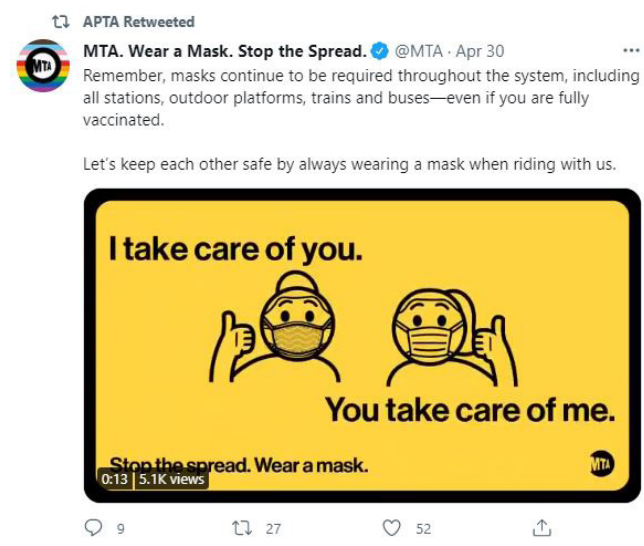 APTA Retweeted
MTA. Wear a Mask. Stop the Spread. @MTA · Apr 30
MTA
Remember, masks continue to be required throughout the system, including
all stations, outdoor platforms, trains and buses—even if you are fully
vaccinated.
Let's keep each other safe by always wearing a mask when riding with us.
I take care of you.
You take care of me.
Stop the spread. Wear a mask.
MTA
0:13 5.1K views
9 27 52